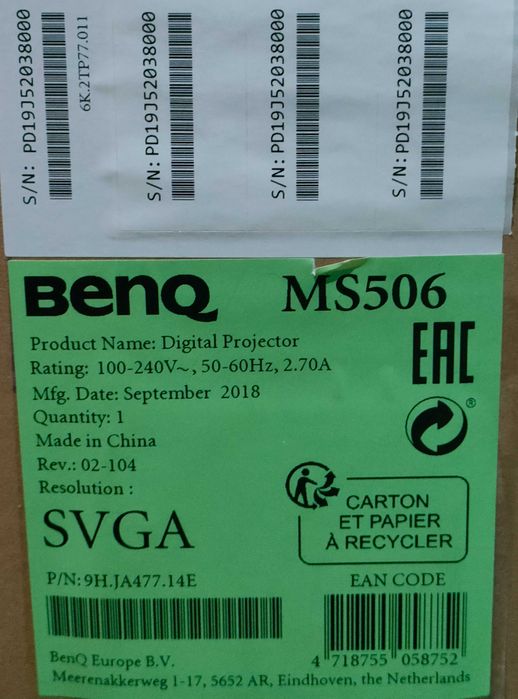 S/N: PD19J52038000
6K.2TP77.011
S/N: PD19J52038000
S/N: PD19J52038000
S/N: PD19J52038000
BenQ MS506
Product Name: Digital Projector
Rating: 100-240V~, 50-60Hz, 2.70A
Mfg. Date: September 2018
Quantity: 1
Made in China
Rev.: 02-104
Resolution :
SVGA
EAC
®
CARTON
ET PAPIER
À RECYCLER
P/N: 9H.JA477.14E
EAN CODE
4 718755 058752
BenQ Europe B.V.
Meerenakkerweg 1-17, 5652 AR, Eindhoven, the Netherlands